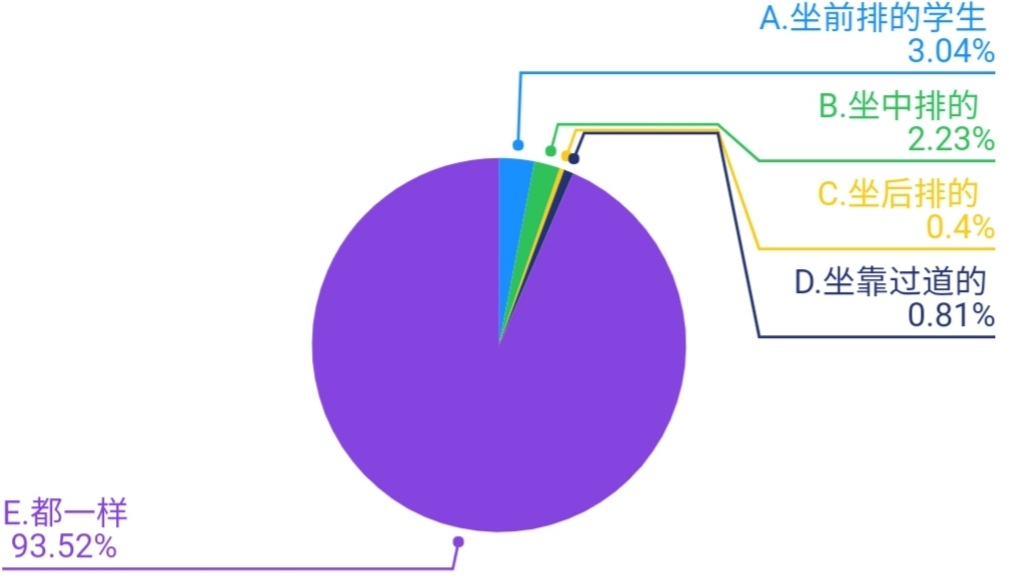 A.坐前排的学生
3.04%
B.坐中排的
2.23%
C.坐后排的
0.4%
D.坐靠过道的
0.81%
E.都一样
93.52%